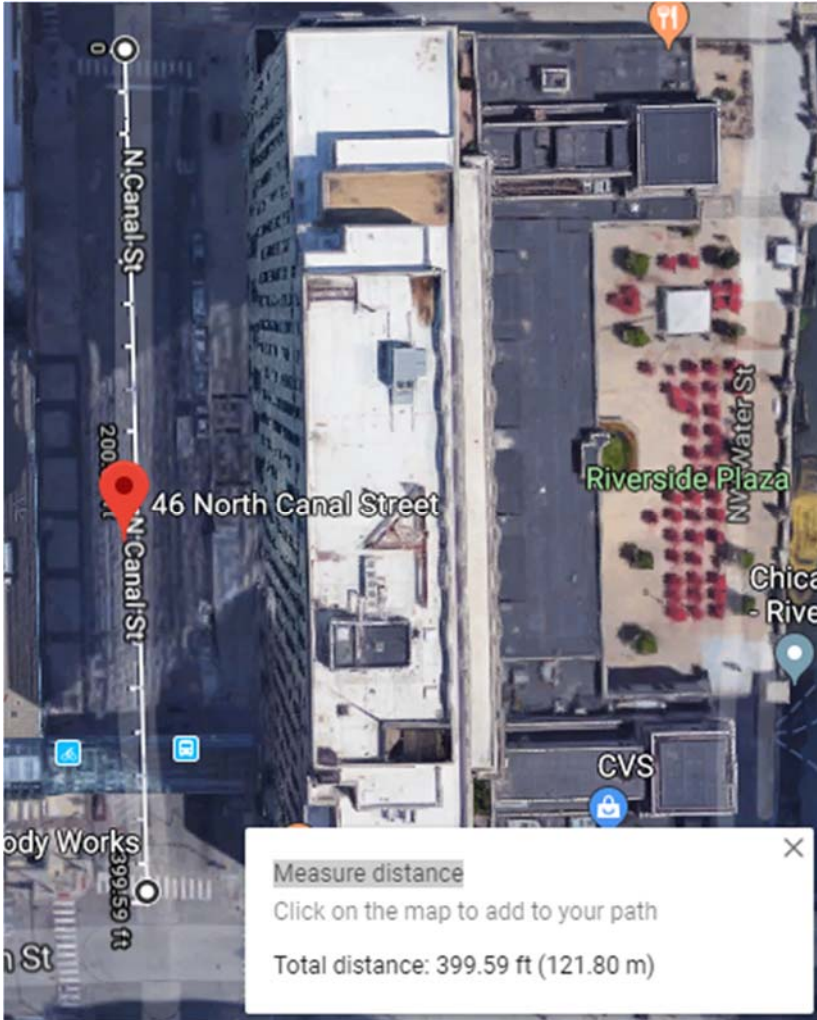 0
N Canal St
200.
ft
46 North Canal Street
N Canal St
Riverside Plaza
NW Water St
Chica
- Rive
CVS
ody Works
399.59 ft
n St
Measure distance
Click on the map to add to your path
Total distance: 399.59 ft (121.80 m)